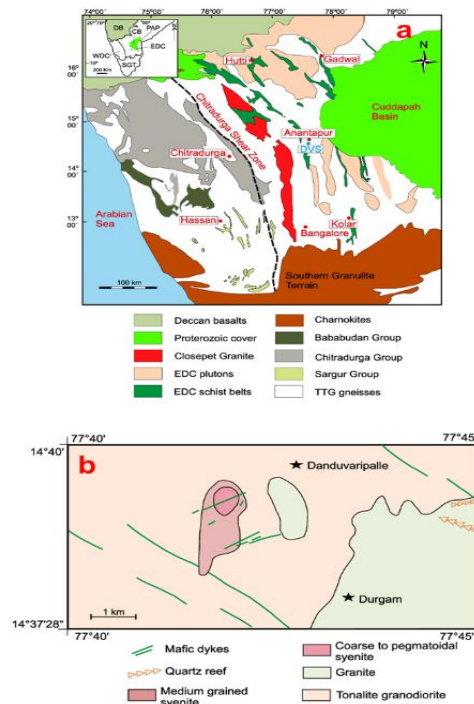 74°00' 75°00' 76°00' 77°00' 78°00' 79°00'
a
DB
CB
PAP
EDC
WDC
SGT
200 Km
N
16°
00'
15°
00'
14°
00'
13°
00'
Hutti
Gadwal
Cuddapah
Basin
Chitradurga Shear Zone
Anantapur
DVS
Chitradurga
Arabian
Sea
Hassan
Kolar
Bangalore
100 km
Southern Granulite
Terrain
Deccan basalts
Charnokites
Proterozoic cover
Bababudan Group
Closepet Granite
Chitradurga Group
EDC plutons
Sargur Group
EDC schist belts
TTG gneisses
77°40' 77°45'
14°40'
b
Danduvaripalle
Durgam
1 km
14°37'28"
77°40' 77°45'
Mafic dykes
Coarse to pegmatoidal
syenite
Quartz reef
Granite
Medium grained
syenite
Tonalite granodiorite